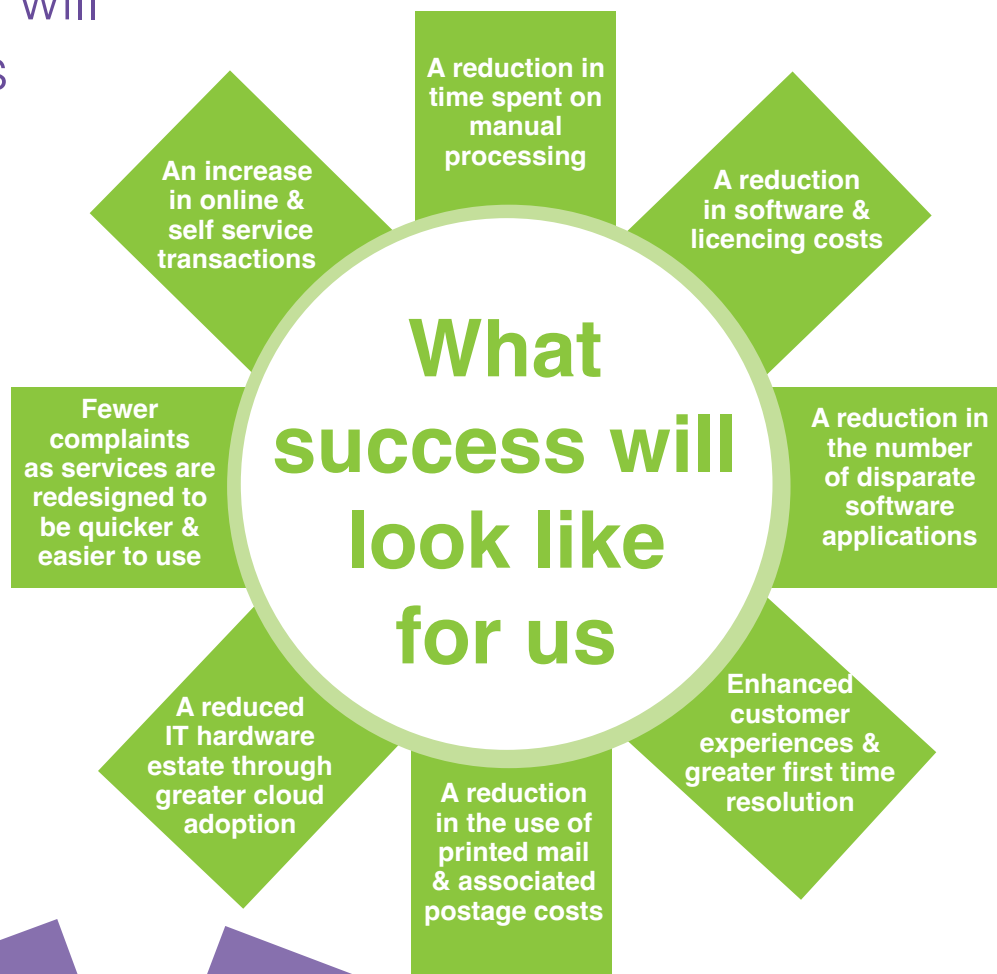 will
s
A reduction in
time spent on
manual
processing
An increase
in online &
self service
transactions
A reduction
in software &
licencing costs
What
success will
look like
for us
Fewer
complaints
as services are
redesigned to
be quicker &
easier to use
A reduction in
the number
of disparate
software
applications
A reduced
IT hardware
estate through
greater cloud
adoption
Enhanced
customer
experiences &
greater first time
resolution
A reduction
in the use of
printed mail
& associated
postage costs